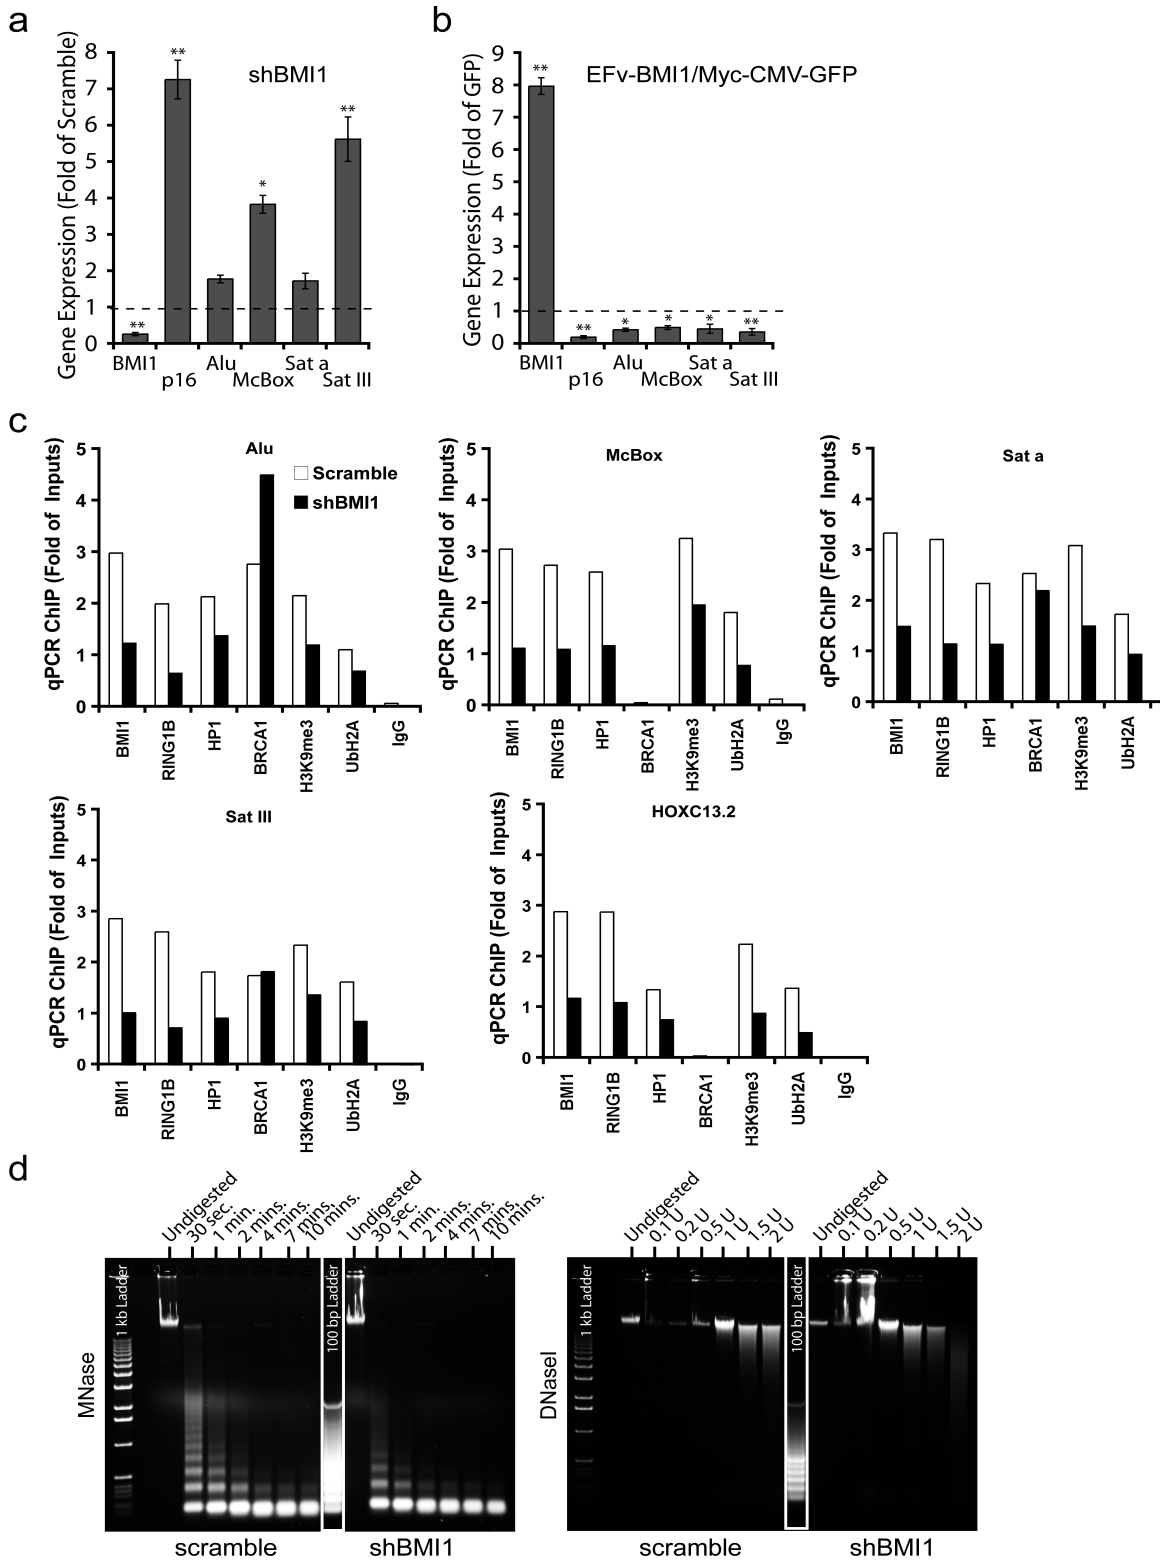 a
Gene Expression (Fold of Scramble)
shBMI1
8
7
6
5
4
3
2
1
0
**
**
*
**
BMI1
p16
Alu
McBox
Sat a
Sat III
b
Gene Expression (Fold of GFP)
EFv-BMI1/Myc-CMV-GFP
9
8
7
6
5
4
3
2
1
0
**
**
*
*
*
**
BMI1
p16
Alu
McBox
Sat a
Sat III
c
qPCR ChIP (Fold of Inputs)
Alu
Scramble
shBMI1
5
4
3
2
1
0
BMI1
RING1B
HP1
BRCA1
H3K9me3
UbH2A
IgG
qPCR ChIP (Fold of Inputs)
McBox
5
4
3
2
1
0
BMI1
RING1B
HP1
BRCA1
H3K9me3
UbH2A
IgG
qPCR ChIP (Fold of Inputs)
Sat a
5
4
3
2
1
0
BMI1
RING1B
HP1
BRCA1
H3K9me3
UbH2A
qPCR ChIP (Fold of Inputs)
Sat III
5
4
3
2
1
0
BMI1
RING1B
HP1
BRCA1
H3K9me3
UbH2A
IgG
qPCR ChIP (Fold of Inputs)
HOXC13.2
5
4
3
2
1
0
BMI1
RING1B
HP1
BRCA1
H3K9me3
UbH2A
IgG
d
MNase
1 kb Ladder
Undigested
30 sec.
1 min.
2 mins.
4 mins.
7 mins.
10 mins.
100 bp Ladder
Undigested
30 sec.
1 min.
2 mins.
4 mins.
7 mins.
10 mins.
scramble
shBMI1
DNaseI
1 kb Ladder
Undigested
0.1 U
0.2 U
0.5 U
1 U
1.5 U
2 U
100 bp Ladder
Undigested
0.1 U
0.2 U
0.5 U
1 U
1.5 U
2 U
scramble
shBMI1